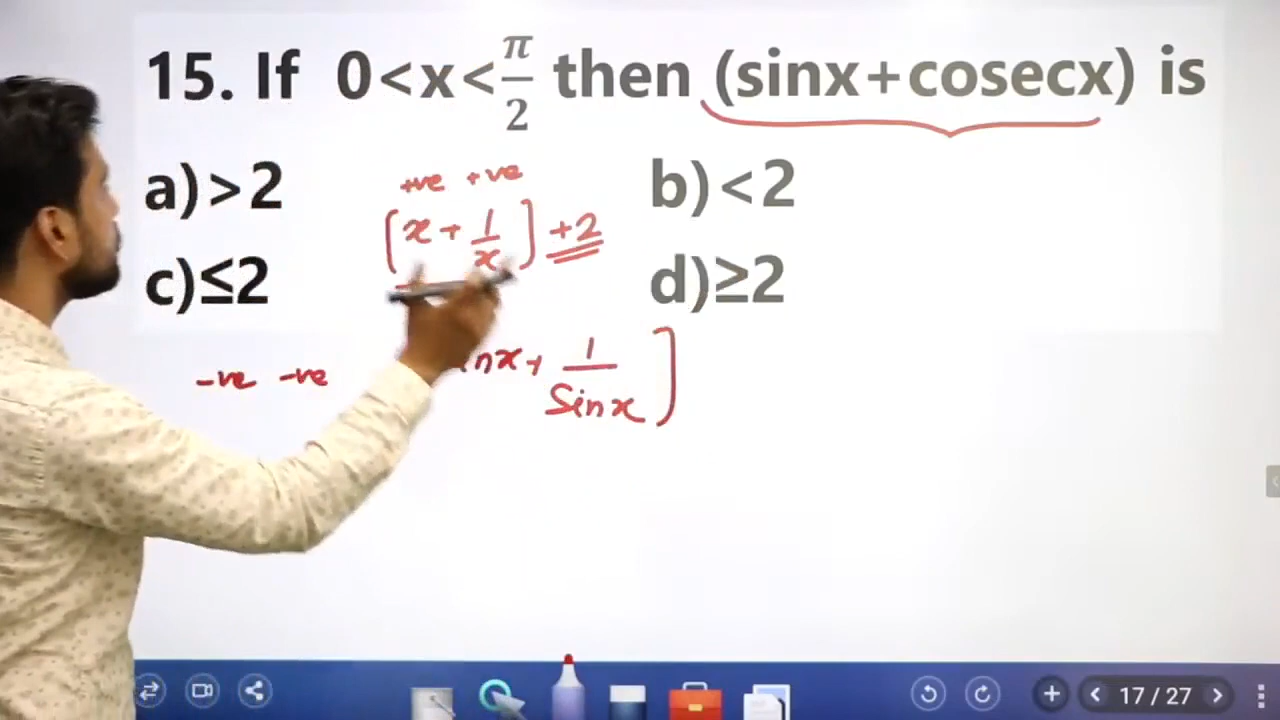 15. If 0<x<π/2 then (sinx+cosecx) is
a)>2
b)<2
c)≤2
d)≥2
+ve +ve
[x + 1/x] +2
-ve -ve
+ 1/Sinx ]
17 / 27